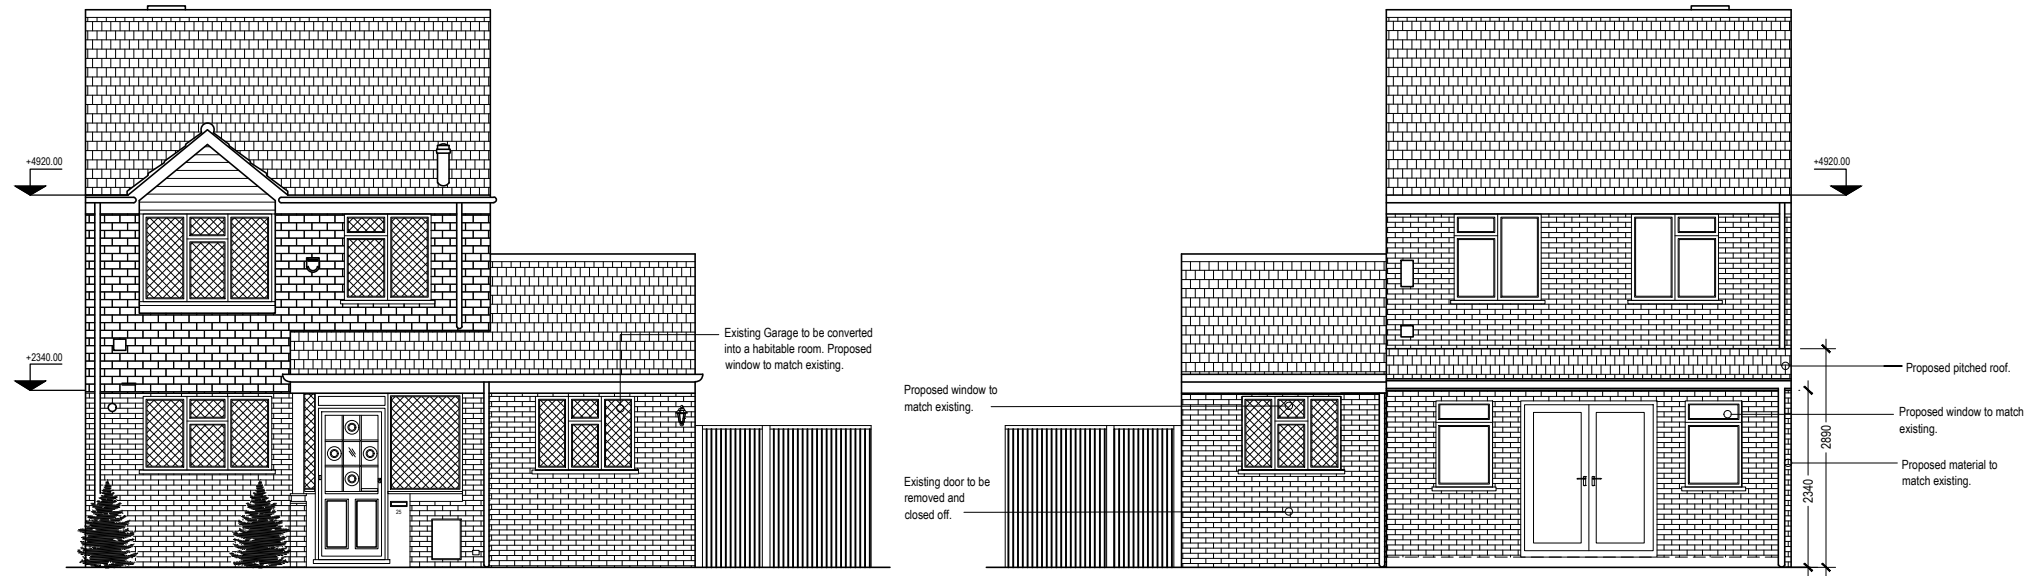 +4920.00
+2340.00
Existing Garage to be converted
into a habitable room. Proposed
window to match existing.
25
Proposed window to
match existing.
Existing door to be
removed and
closed off.
+4920.00
Proposed pitched roof.
Proposed window to match
existing.
Proposed material to
match existing.
2890
2340